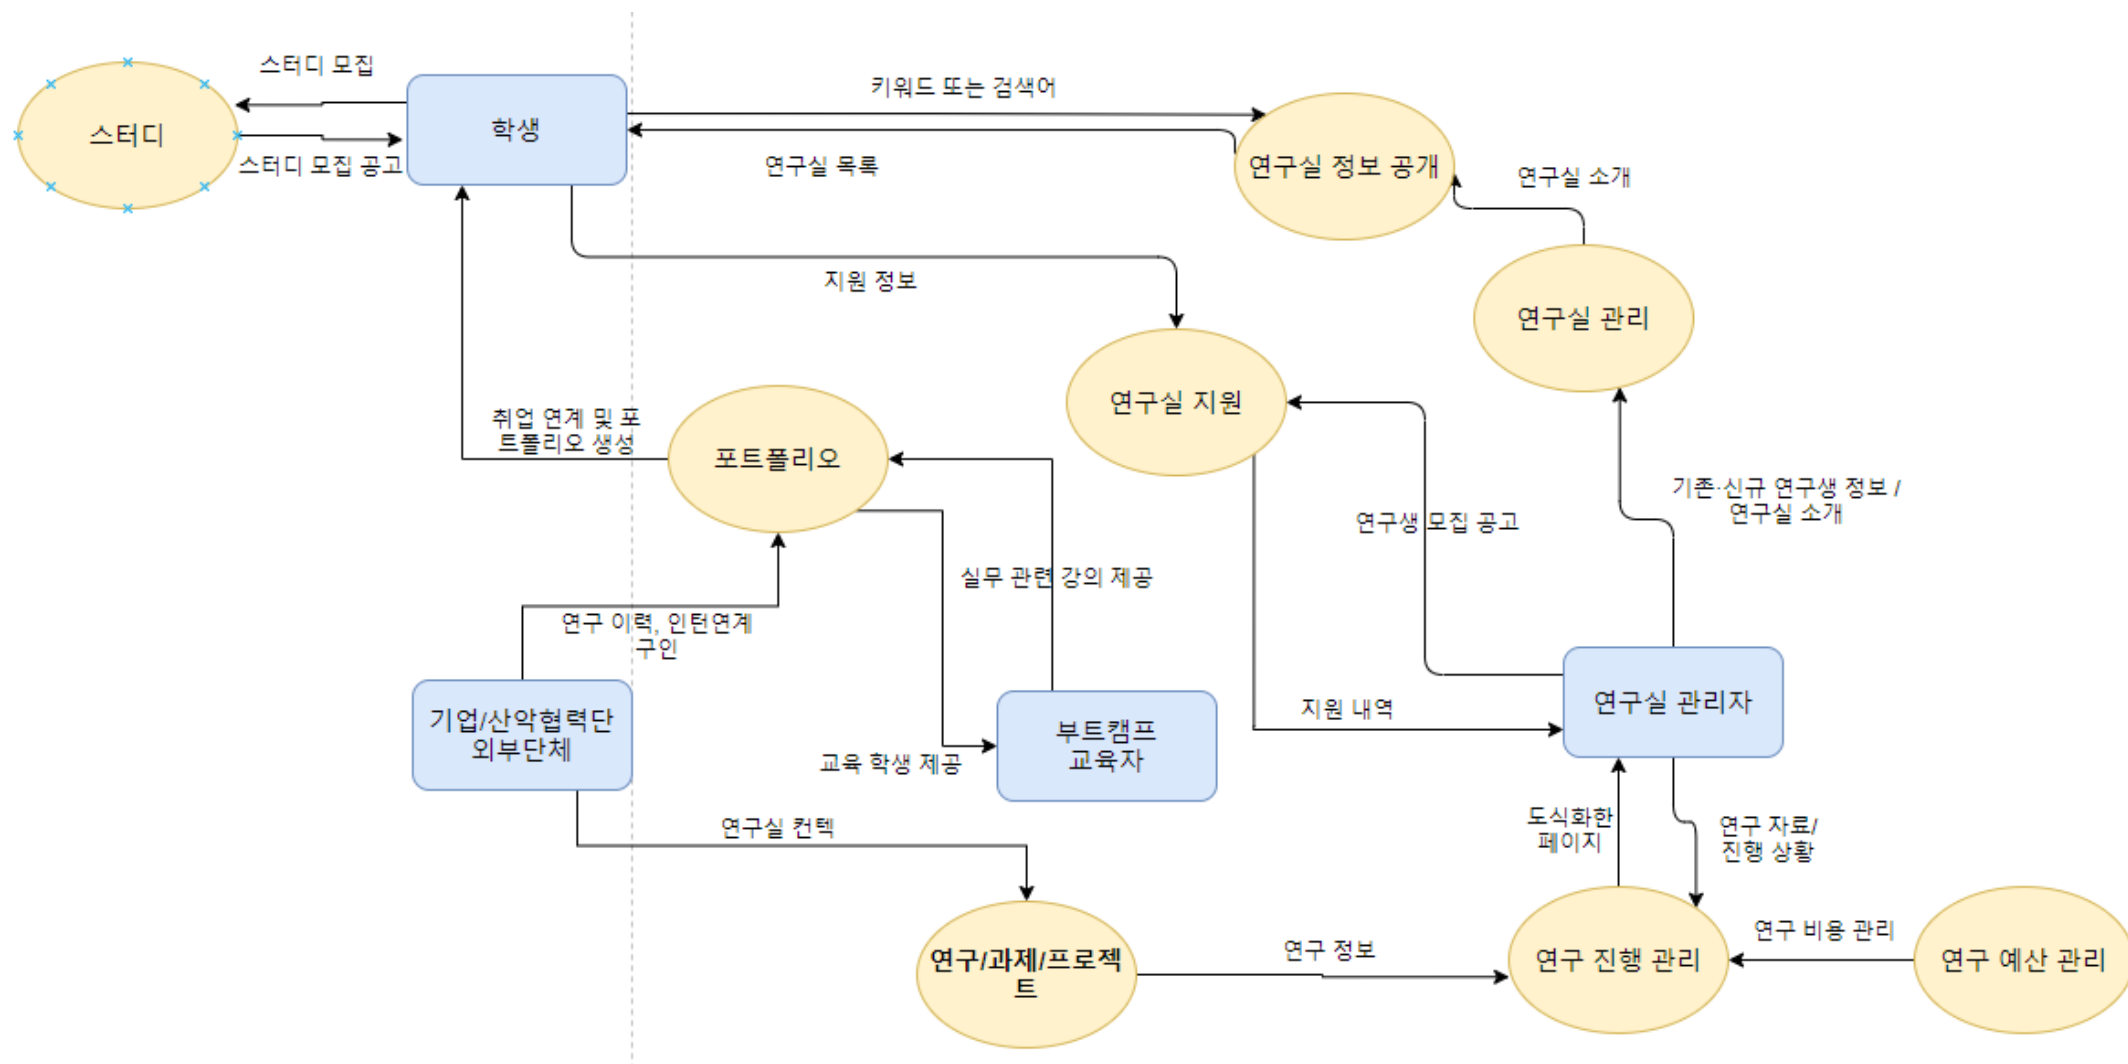 스터디 모집
키워드 또는 검색어
스터디
학생
스터디 모집 공고
연구실 목록
연구실 정보 공개
연구실 소개
지원 정보
연구실 관리
연구실 지원
취업 연계 및 포
트폴리오 생성
포트폴리오
기존·신규 연구생 정보 /
연구실 소개
연구생 모집 공고
실무 관련 강의 제공
연구 이력, 인턴연계
구인
기업/산악협력단
외부단체
부트캠프
교육자
지원 내역
연구실 관리자
교육 학생 제공
연구실 컨텍
도식화한
페이지
연구 자료/
진행 상황
연구/과제/프로젝
트
연구 정보
연구 진행 관리
연구 비용 관리
연구 예산 관리